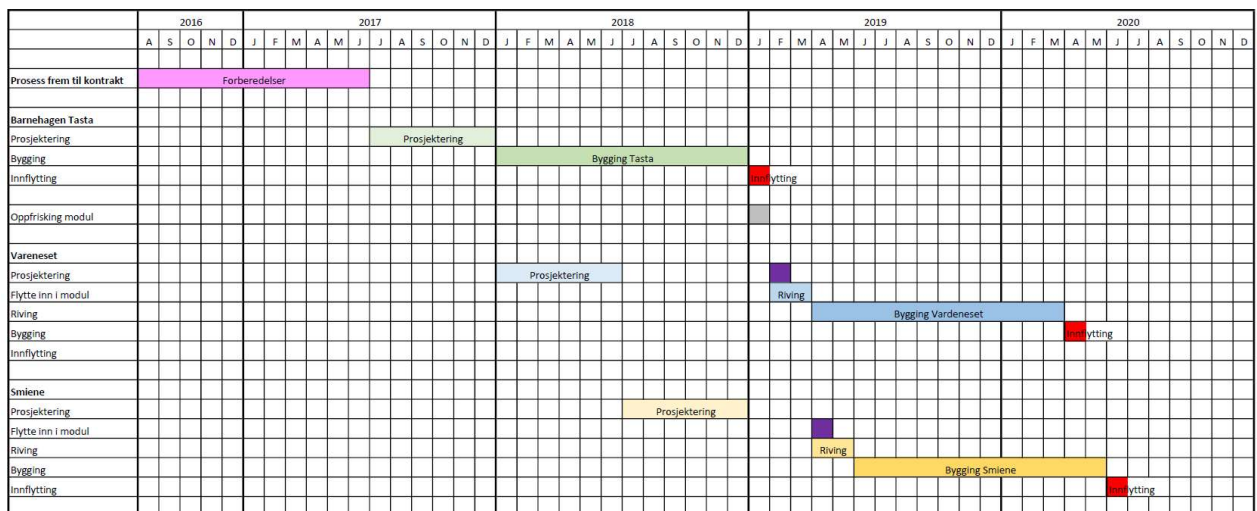 2016 2017 2018 2019 2020
A S O N D J F M A M J J A S O N D J F M A M J J A S O N D J F M A M J J A S O N D J F M A M J J A S O N D
Prosess frem til kontrakt Forberedelser
Barnehagen Tasta
Prosjektering Prosjektering
Bygging Bygging Tasta
Innflytting Innflytting
Oppfrisking modul
Vareneset
Prosjektering Prosjektering
Flytte inn i modul Riving
Riving Bygging Vardeneset
Bygging Innflytting
Innflytting
Smiene
Prosjektering Prosjektering
Flytte inn i modul
Riving Riving
Bygging Bygging Smiene
Innflytting Innflytting